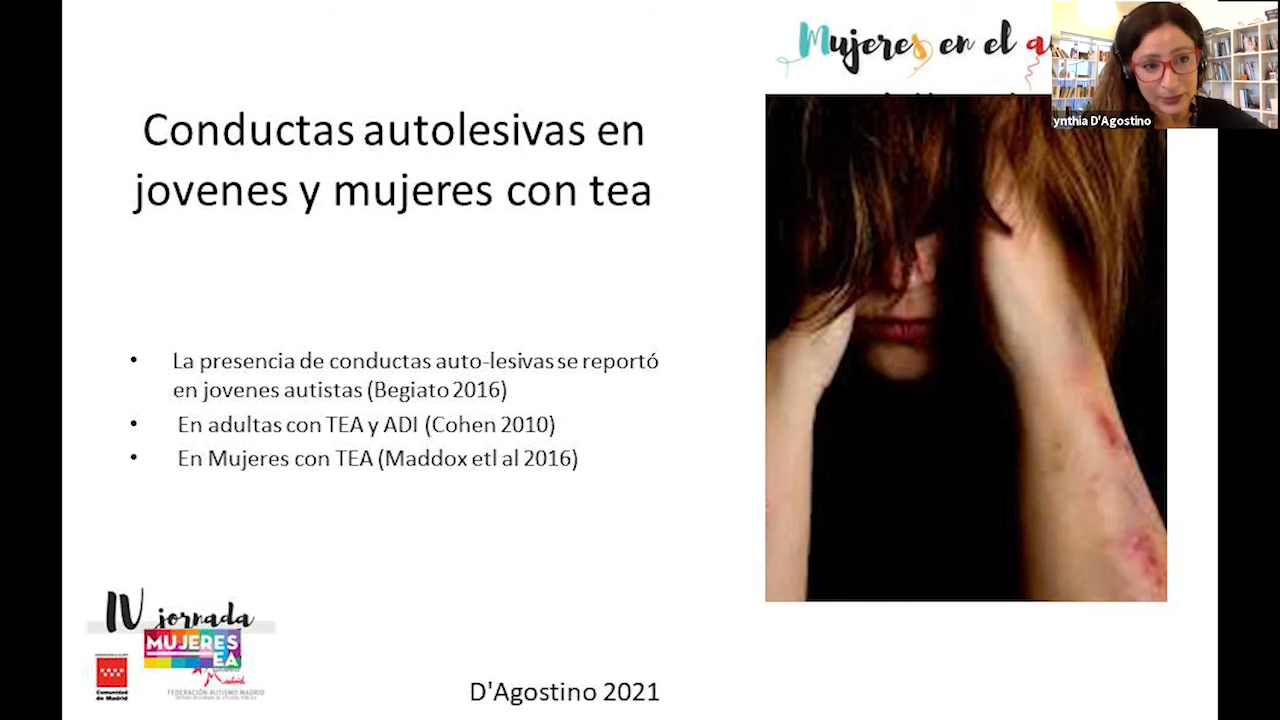 Mujeres en el a
ynthia D'Agostino
Conductas autolesivas en
jovenes y mujeres con tea
• La presencia de conductas auto-lesivas se reportó
en jovenes autistas (Begiato 2016)
• En adultas con TEA y ADI (Cohen 2010)
• En Mujeres con TEA (Maddox etl al 2016)
IV jornada
MUJERES
EA
Comunidad
de Madrid
FEDERACIÓN AUTISMO MADRID
D'Agostino 2021